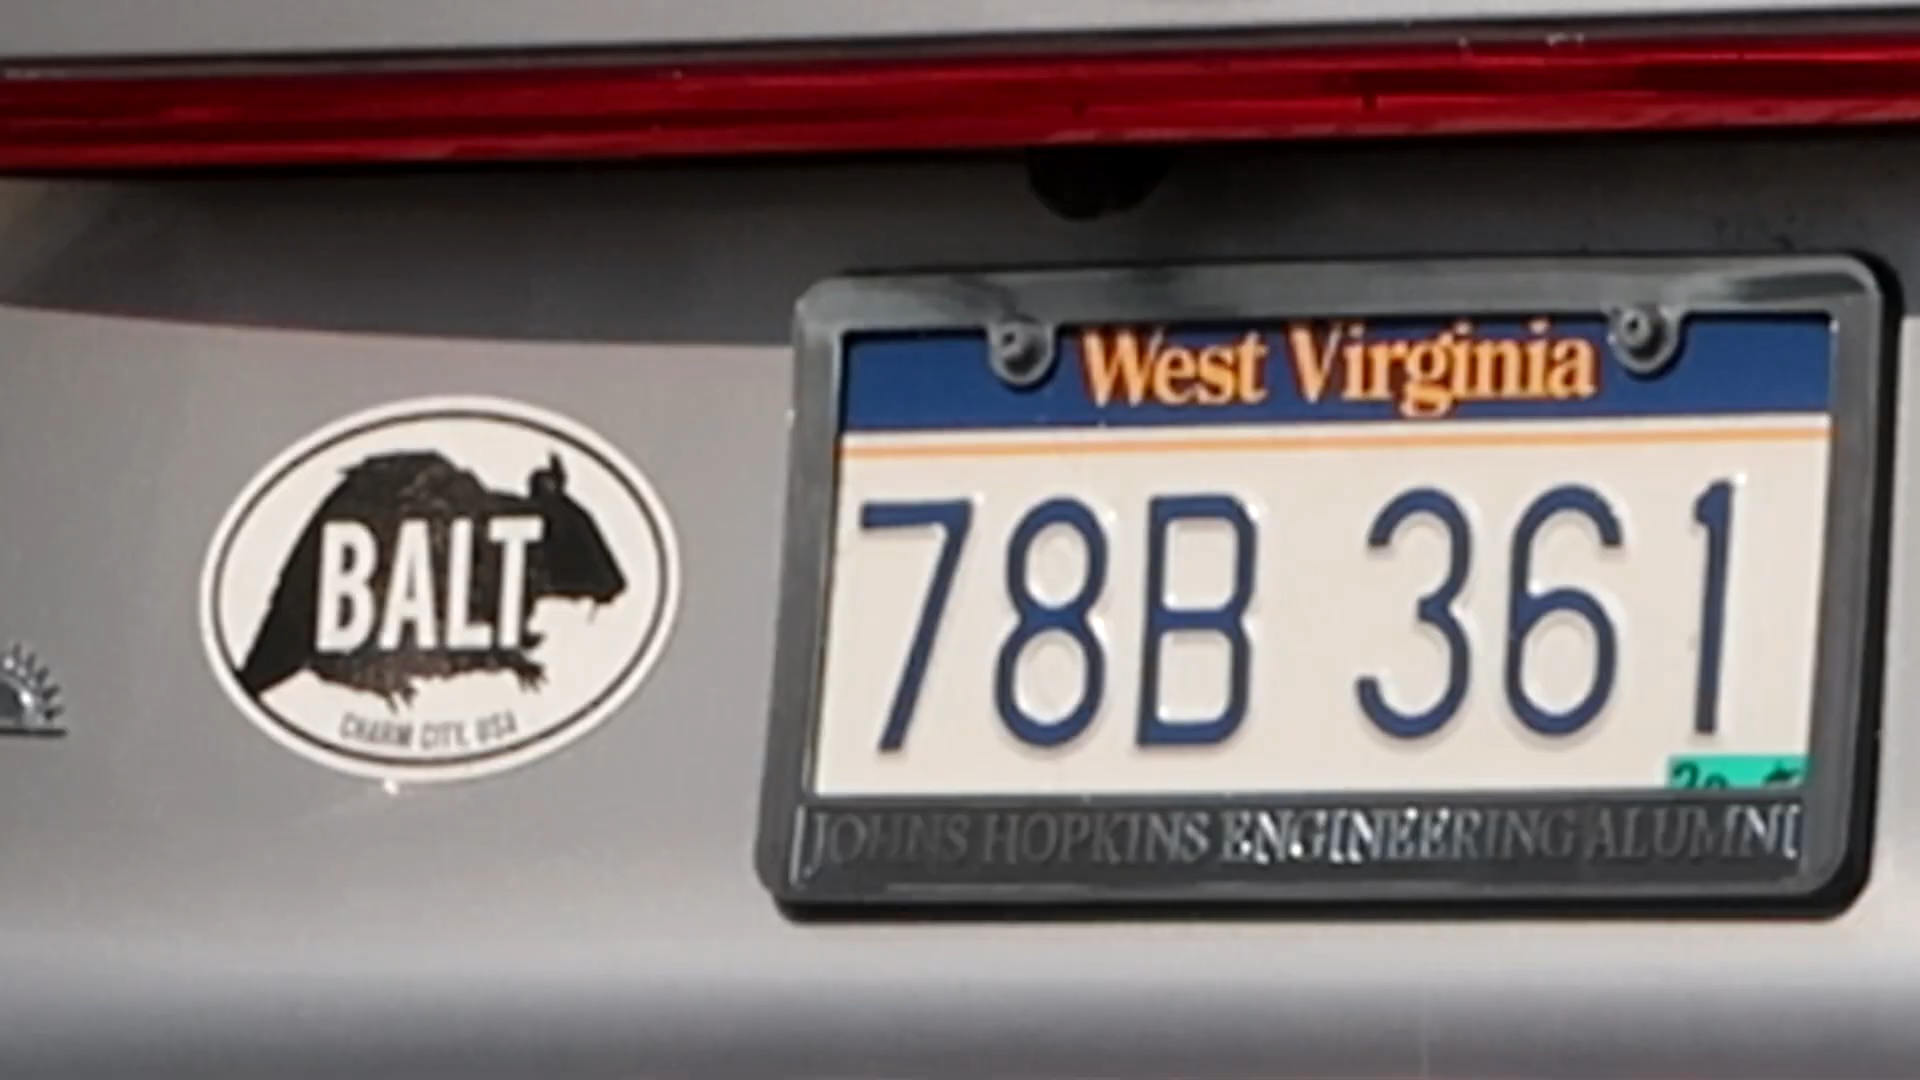 West Virginia
78B 361
JOHNS HOPKINS ENGINEERING ALUMNI
BALT
CHARM CITY, USA